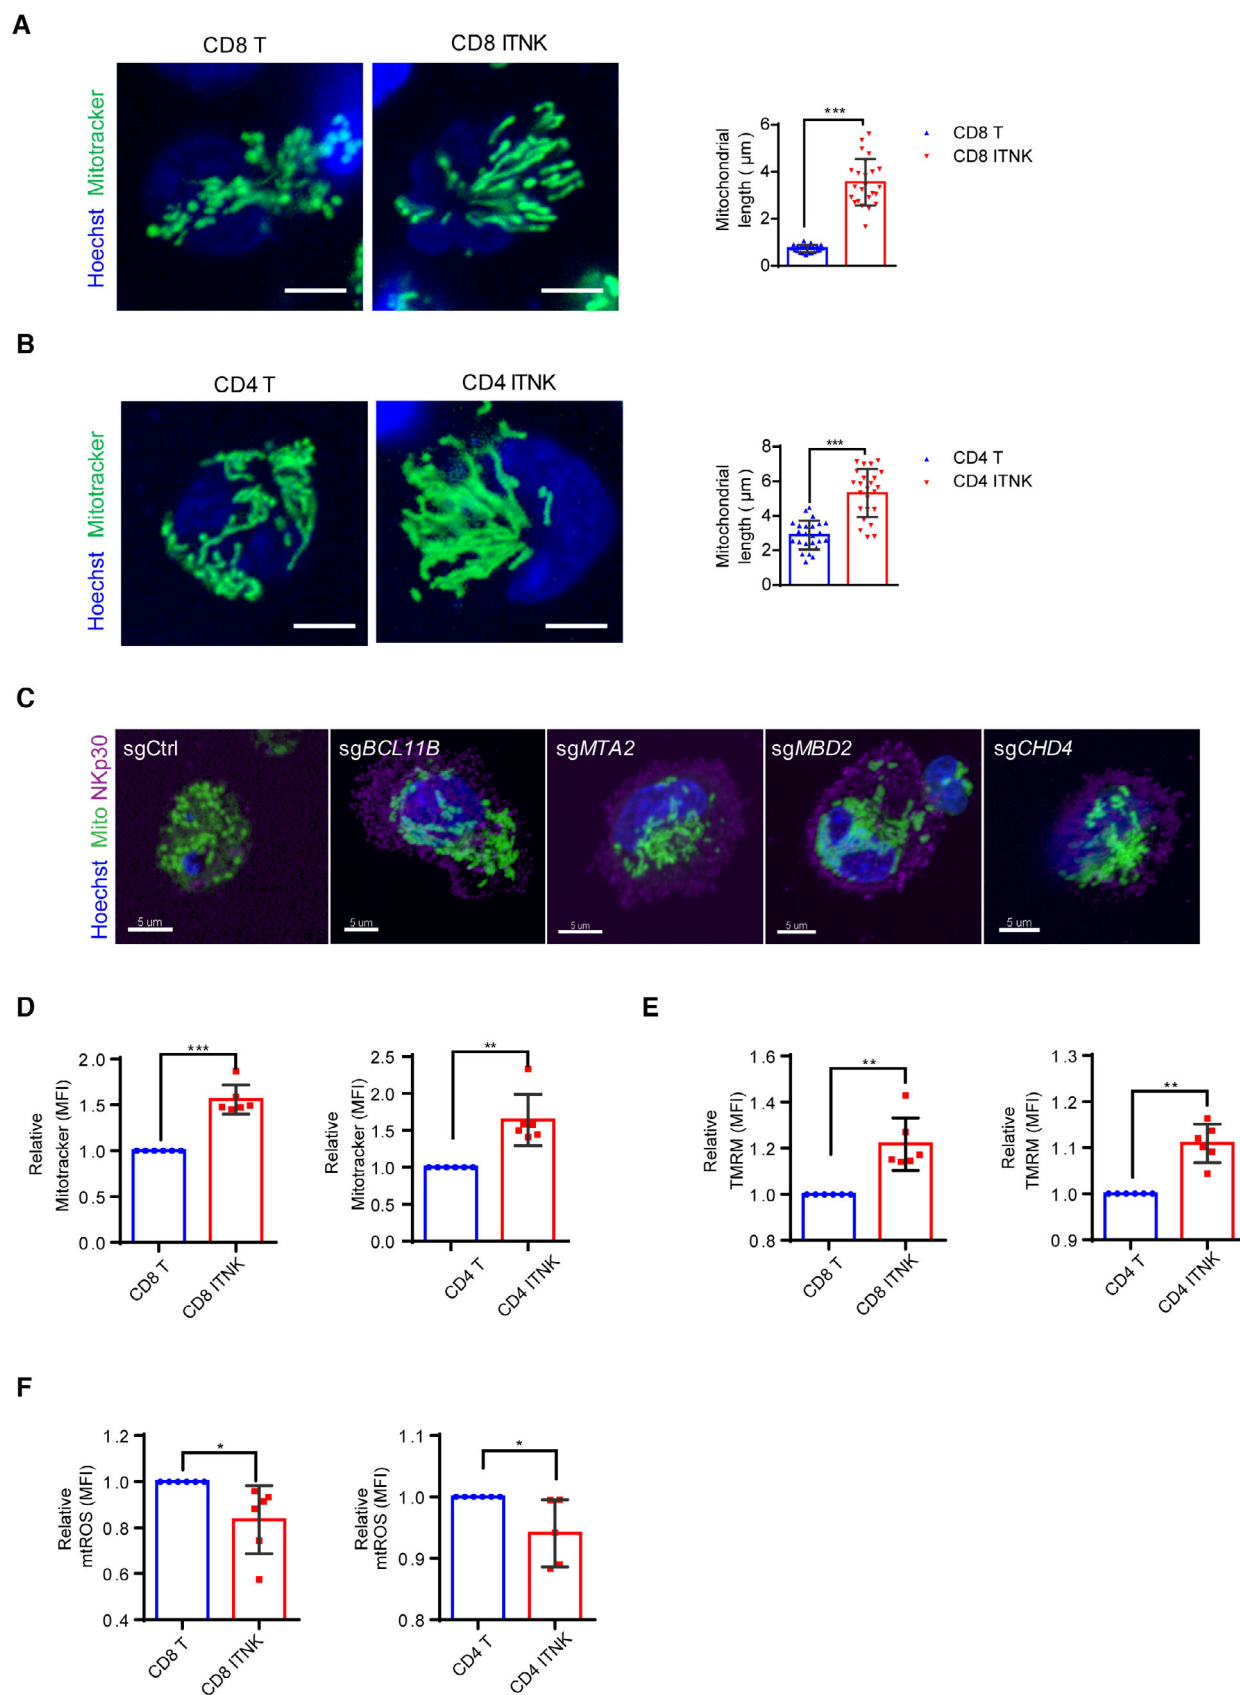 A
CD8 T
CD8 ITNK
Hoechst Mitotracker
Mitochondrial
length ( μm)
6
4
2
0
***
CD8 T
CD8 ITNK
B
CD4 T
CD4 ITNK
Hoechst Mitotracker
Mitochondrial
length ( μm)
8
6
4
2
0
***
CD4 T
CD4 ITNK
C
Hoechst Mito NKp30
sgCtrl
sgBCL11B
sgMTA2
sgMBD2
sgCHD4
5 um
5 um
5 um
5 um
5 um
D
Relative
Mitotracker (MFI)
2.0
1.5
1.0
0.5
0.0
***
CD8 T
CD8 ITNK
Relative
Mitotracker (MFI)
2.5
2.0
1.5
1.0
0.5
0.0
**
CD4 T
CD4 ITNK
E
Relative
TMRM (MFI)
1.6
1.4
1.2
1.0
0.8
**
CD8 T
CD8 ITNK
Relative
TMRM (MFI)
1.3
1.2
1.1
1.0
0.9
**
CD4 T
CD4 ITNK
F
Relative
mtROS (MFI)
1.2
1.0
0.8
0.6
0.4
*
CD8 T
CD8 ITNK
Relative
mtROS (MFI)
1.1
1.0
0.9
0.8
*
CD4 T
CD4 ITNK